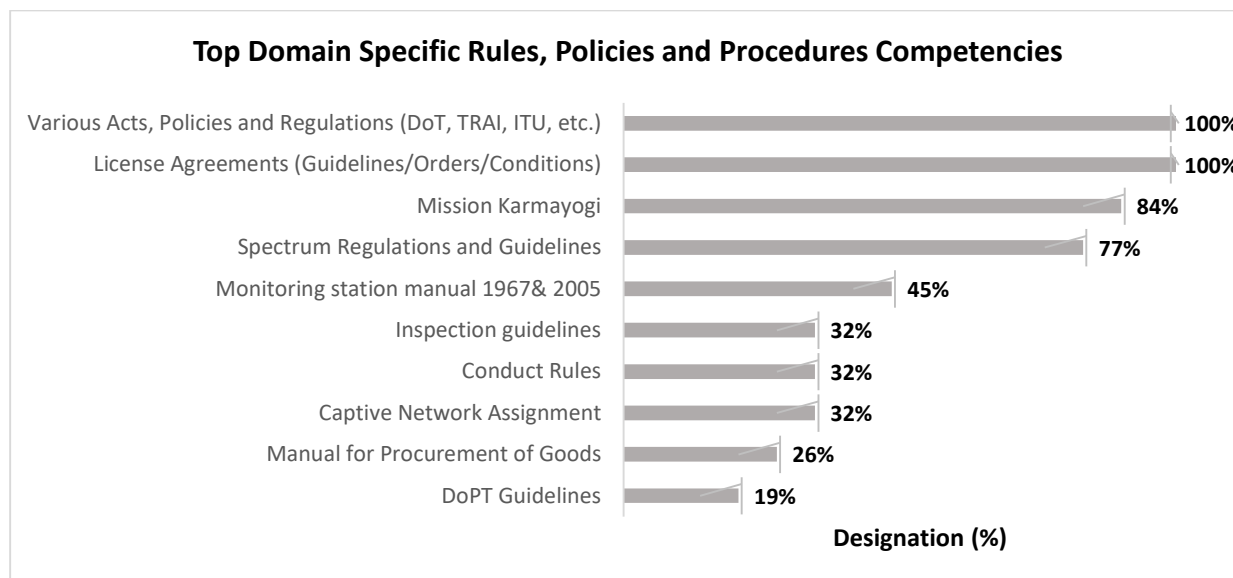 Top Domain Specific Rules, Policies and Procedures Competencies
Various Acts, Policies and Regulations (DoT, TRAI, ITU, etc.) 100%
License Agreements (Guidelines/Orders/Conditions) 100%
Mission Karmayogi 84%
Spectrum Regulations and Guidelines 77%
Monitoring station manual 1967& 2005 45%
Inspection guidelines 32%
Conduct Rules 32%
Captive Network Assignment 32%
Manual for Procurement of Goods 26%
DoPT Guidelines 19%
Designation (%)